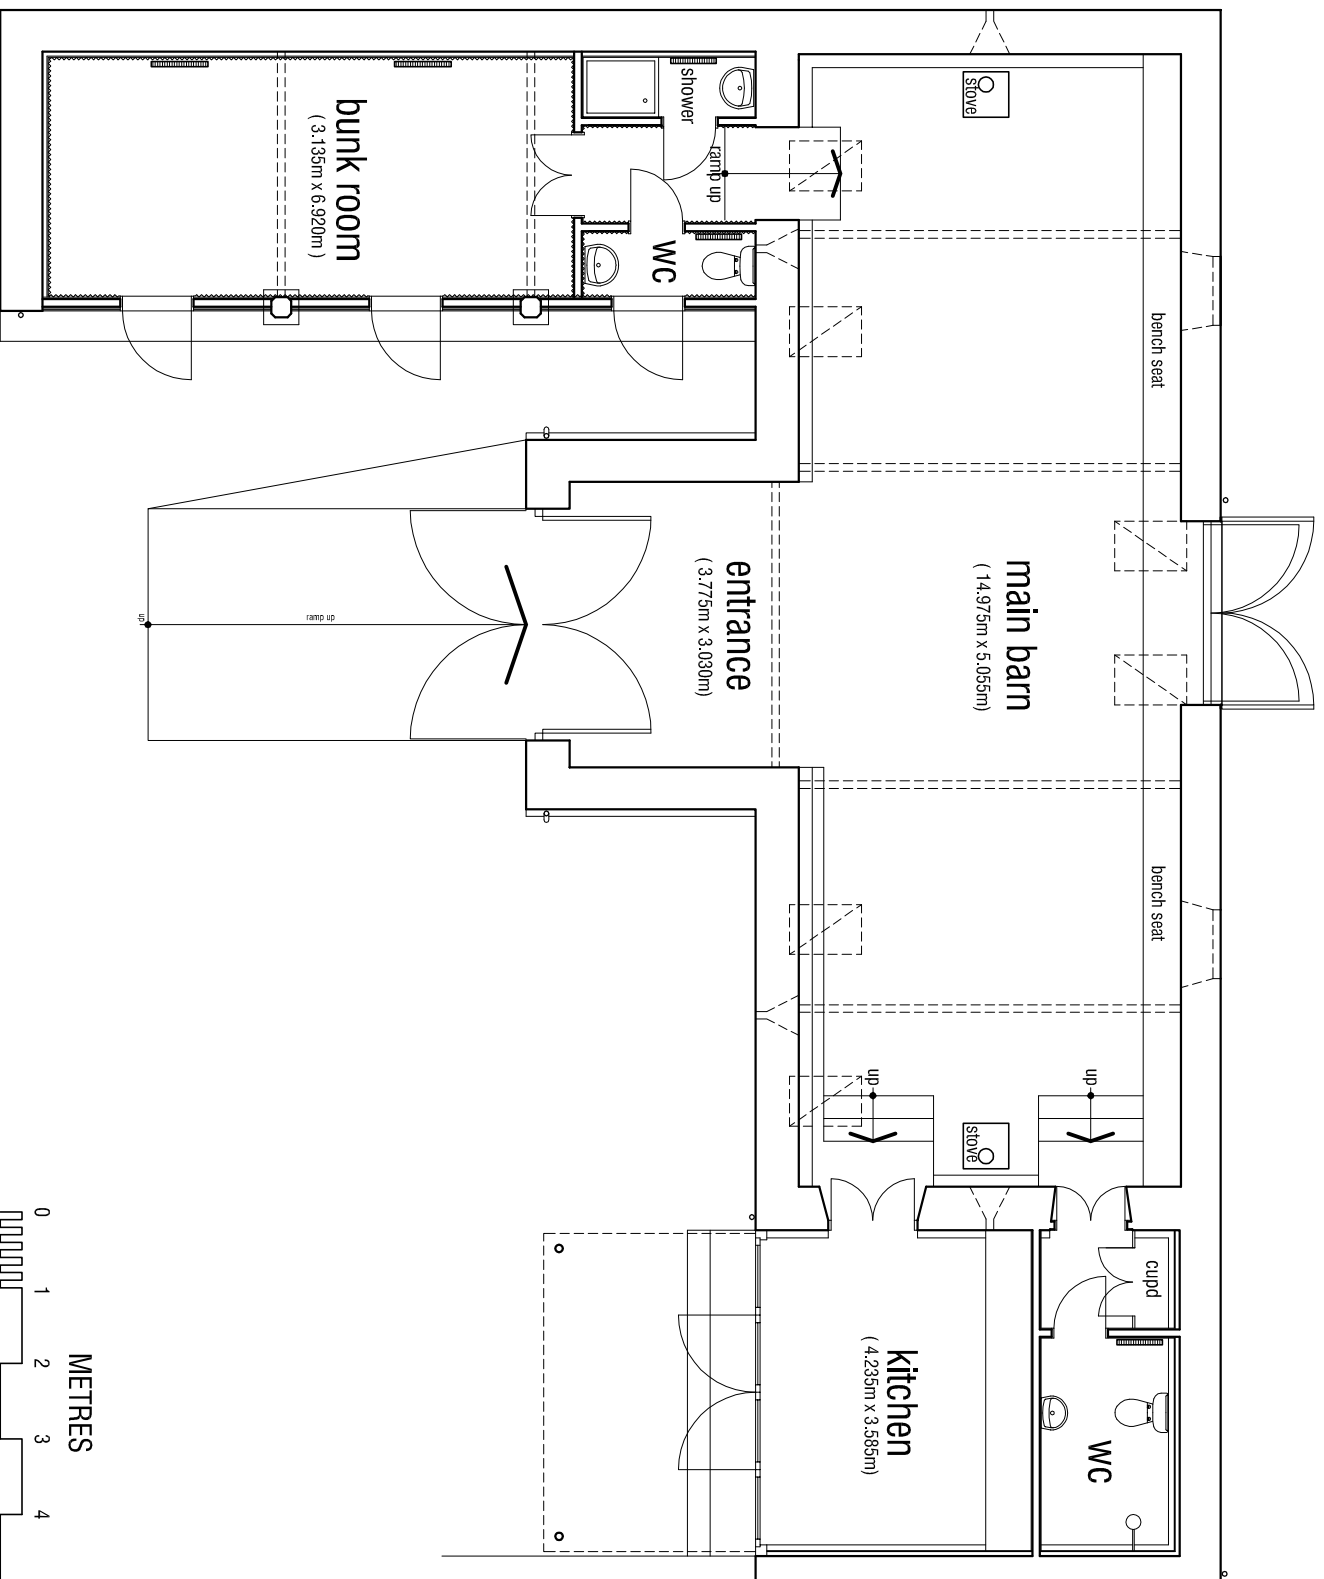 stove
bench seat
main barn
( 14.975m x 5.055m)
bench seat
up
stove
up
shower
ramp up
wc
bunk room
( 3.135m x 6.920m )
entrance
( 3.775m x 3.030m)
ramp up
up
cupd
wc
kitchen
( 4.235m x 3.585m)
METRES
0 1 2 3 4